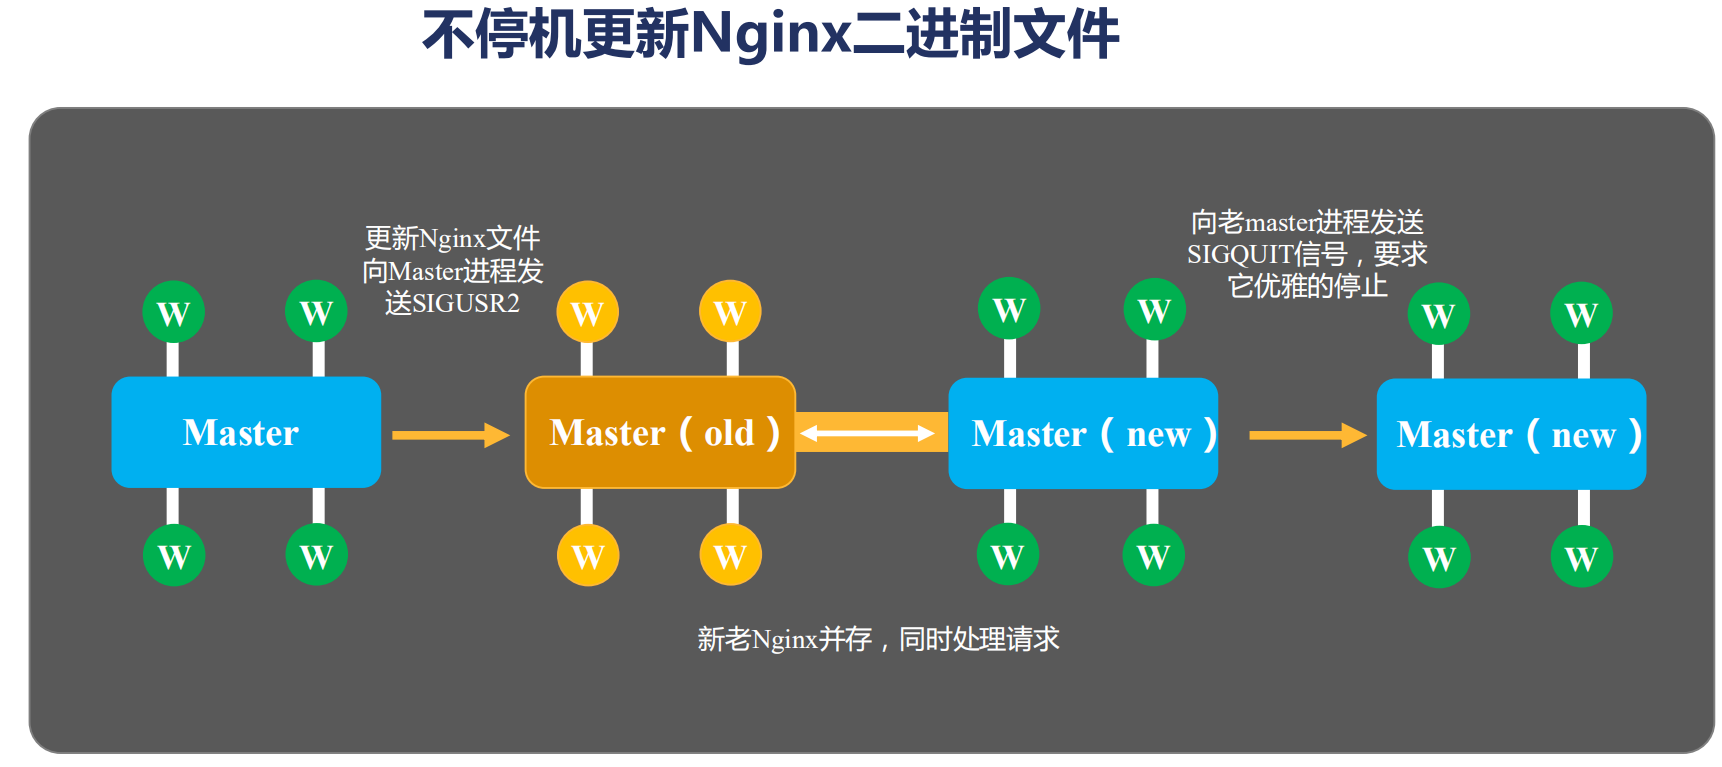 不停机更新Nginx二进制文件
更新Nginx文件
向Master进程发
送SIGUSR2
向老master进程发送
SIGQUIT信号，要求
它优雅的停止
W
W
W
W
W
W
W
W
Master
Master（old）
Master（new）
Master（new）
W
W
W
W
W
W
W
W
新老Nginx并存，同时处理请求